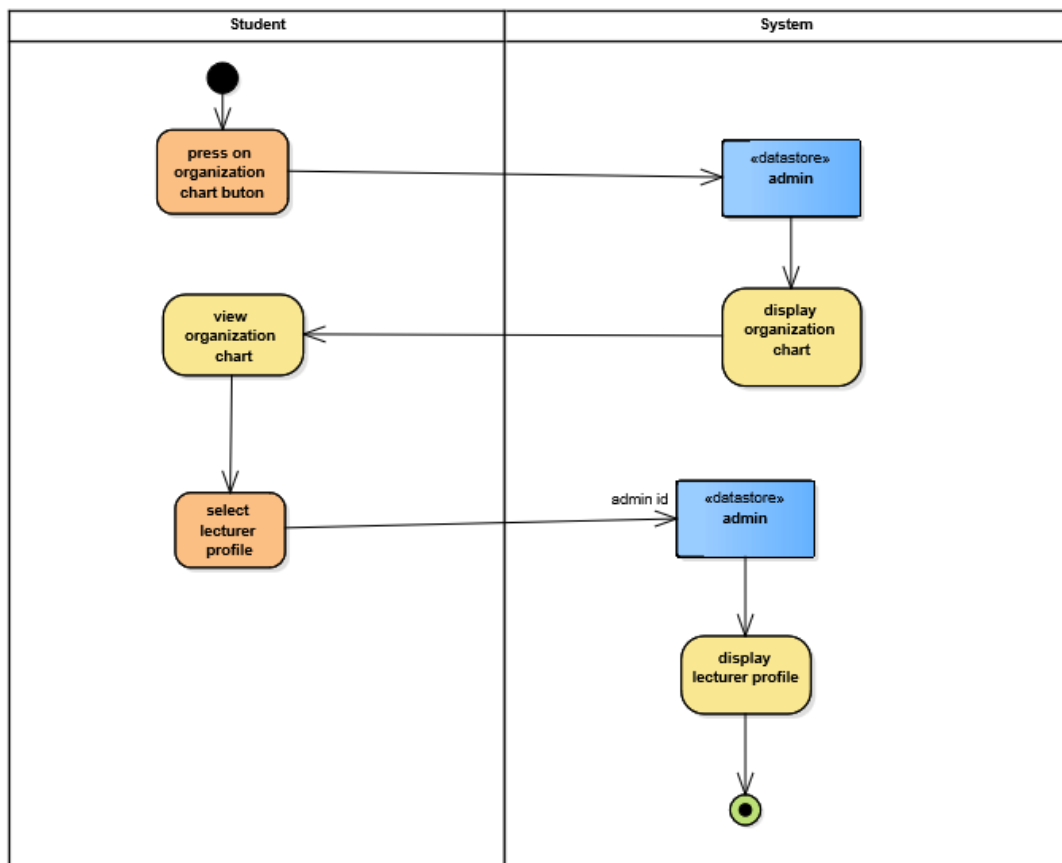 Student
System
press on
organization
chart buton
«datastore»
admin
view
organization
chart
display
organization
chart
select
lecturer
profile
admin id
«datastore»
admin
display
lecturer profile